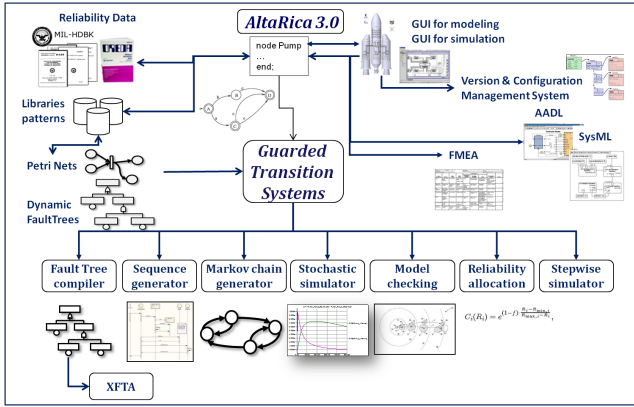 Reliability Data
AltaRica 3.0
MIL-HDBK
OREDA
node Pump
...
end;
GUI for modeling
GUI for simulation
Version & Configuration
Management System
Libraries
patterns
A
B
C
D
AADL
SysML
Petri Nets
Guarded
Transition
Systems
FMEA
Dynamic
FaultTrees
Fault Tree
compiler
Sequence
generator
Markov chain
generator
Stochastic
simulator
Model
checking
Reliability
allocation
Stepwise
simulator
XFTA